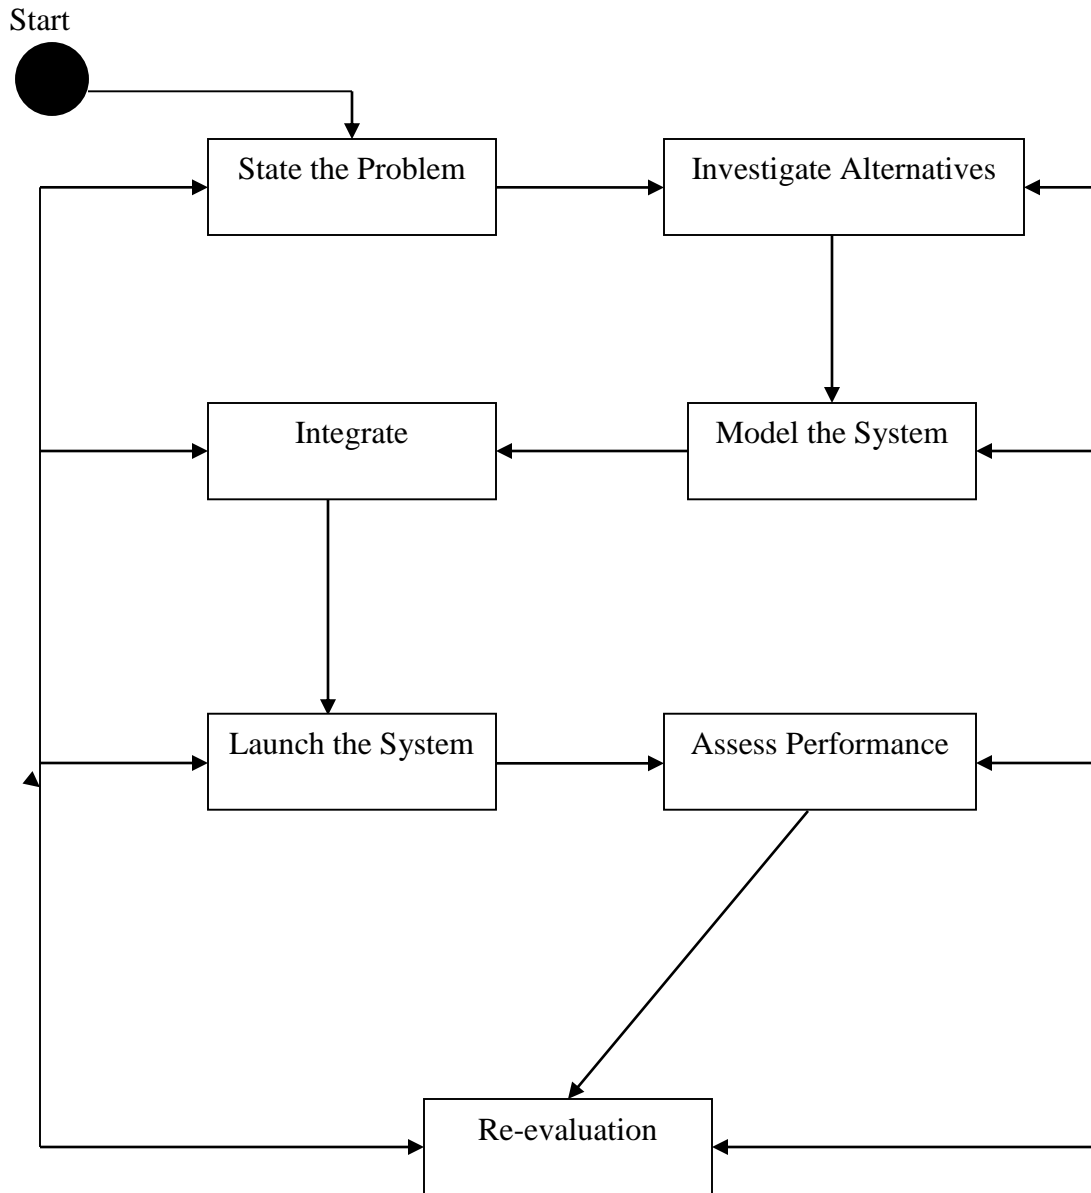 Start
State the Problem
Investigate Alternatives
Integrate
Model the System
Launch the System
Assess Performance
Re-evaluation